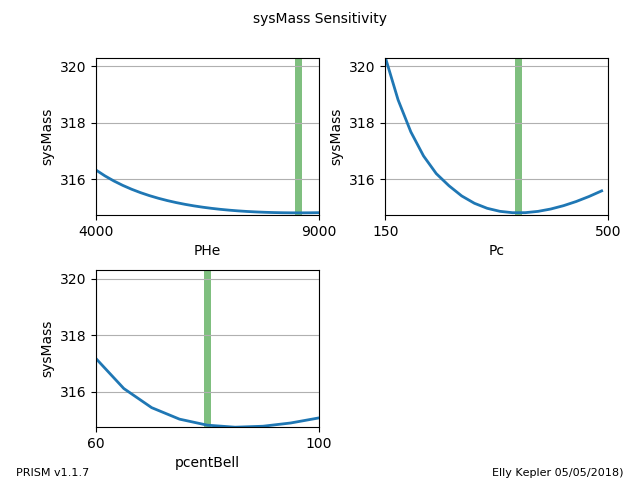 sysMass Sensitivity
320
318
316
sysMass
4000
9000
PHe
320
318
316
sysMass
150
500
Pc
320
318
316
sysMass
60
100
pcentBell
PRISM v1.1.7
Elly Kepler 05/05/2018)